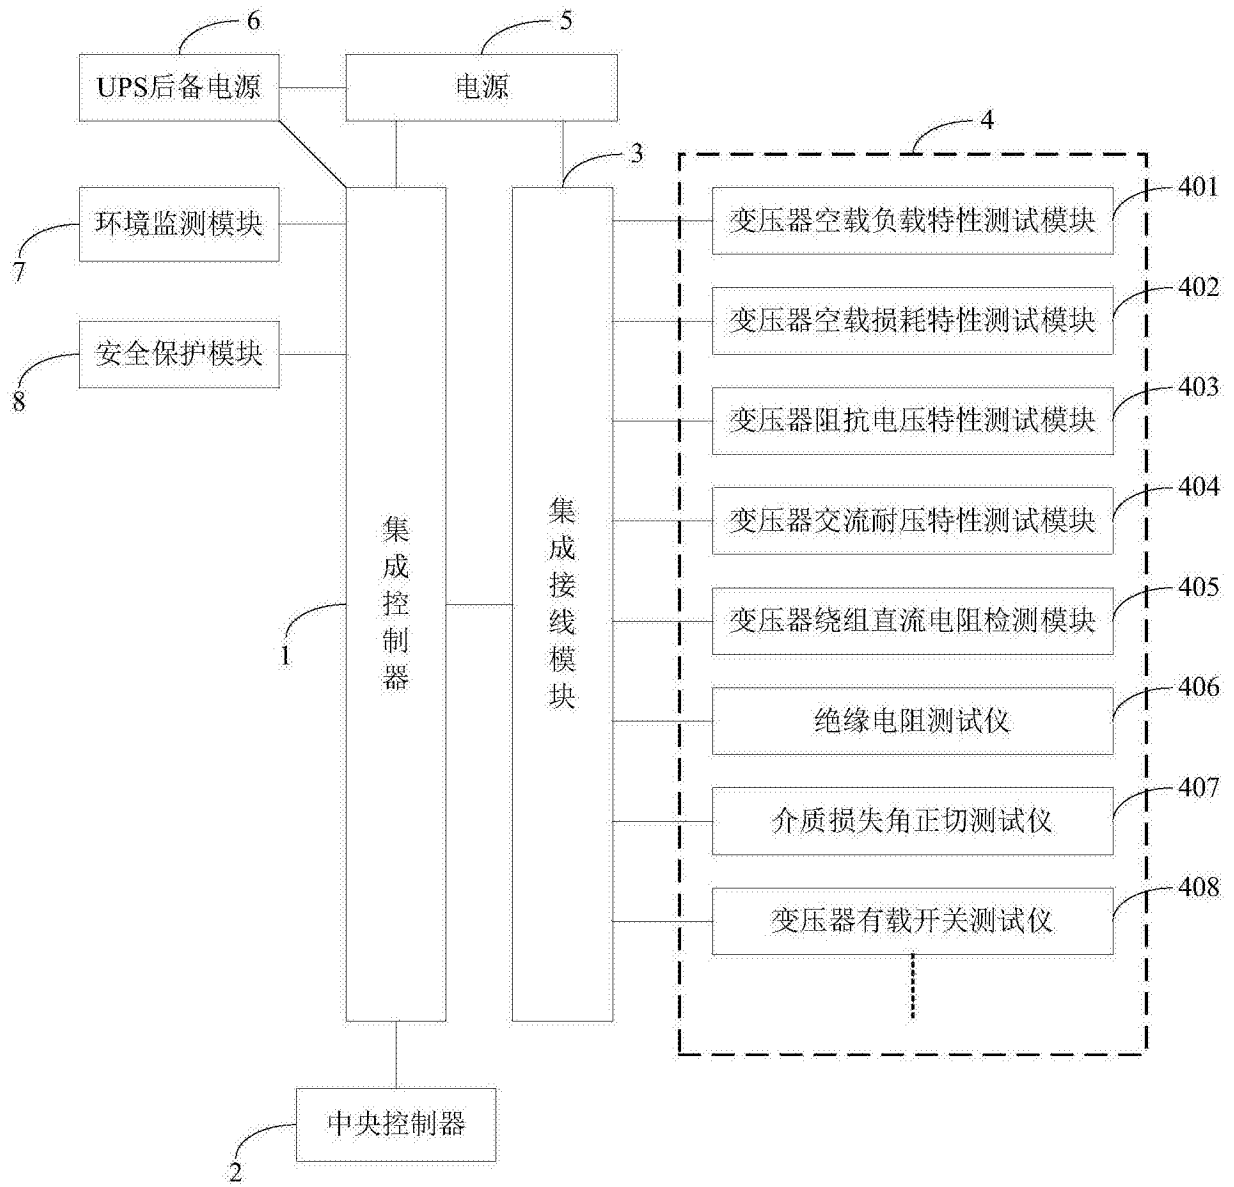 6
5
UPS后备电源
电源
4
3
401
变压器空载负载特性测试模块
环境监测模块
7
402
变压器空载损耗特性测试模块
安全保护模块
8
403
变压器阻抗电压特性测试模块
404
变压器交流耐压特性测试模块
集成控制器
集成接线模块
1
405
变压器绕组直流电阻检测模块
406
绝缘电阻测试仪
407
介质损失角正切测试仪
408
变压器有载开关测试仪
中央控制器
2